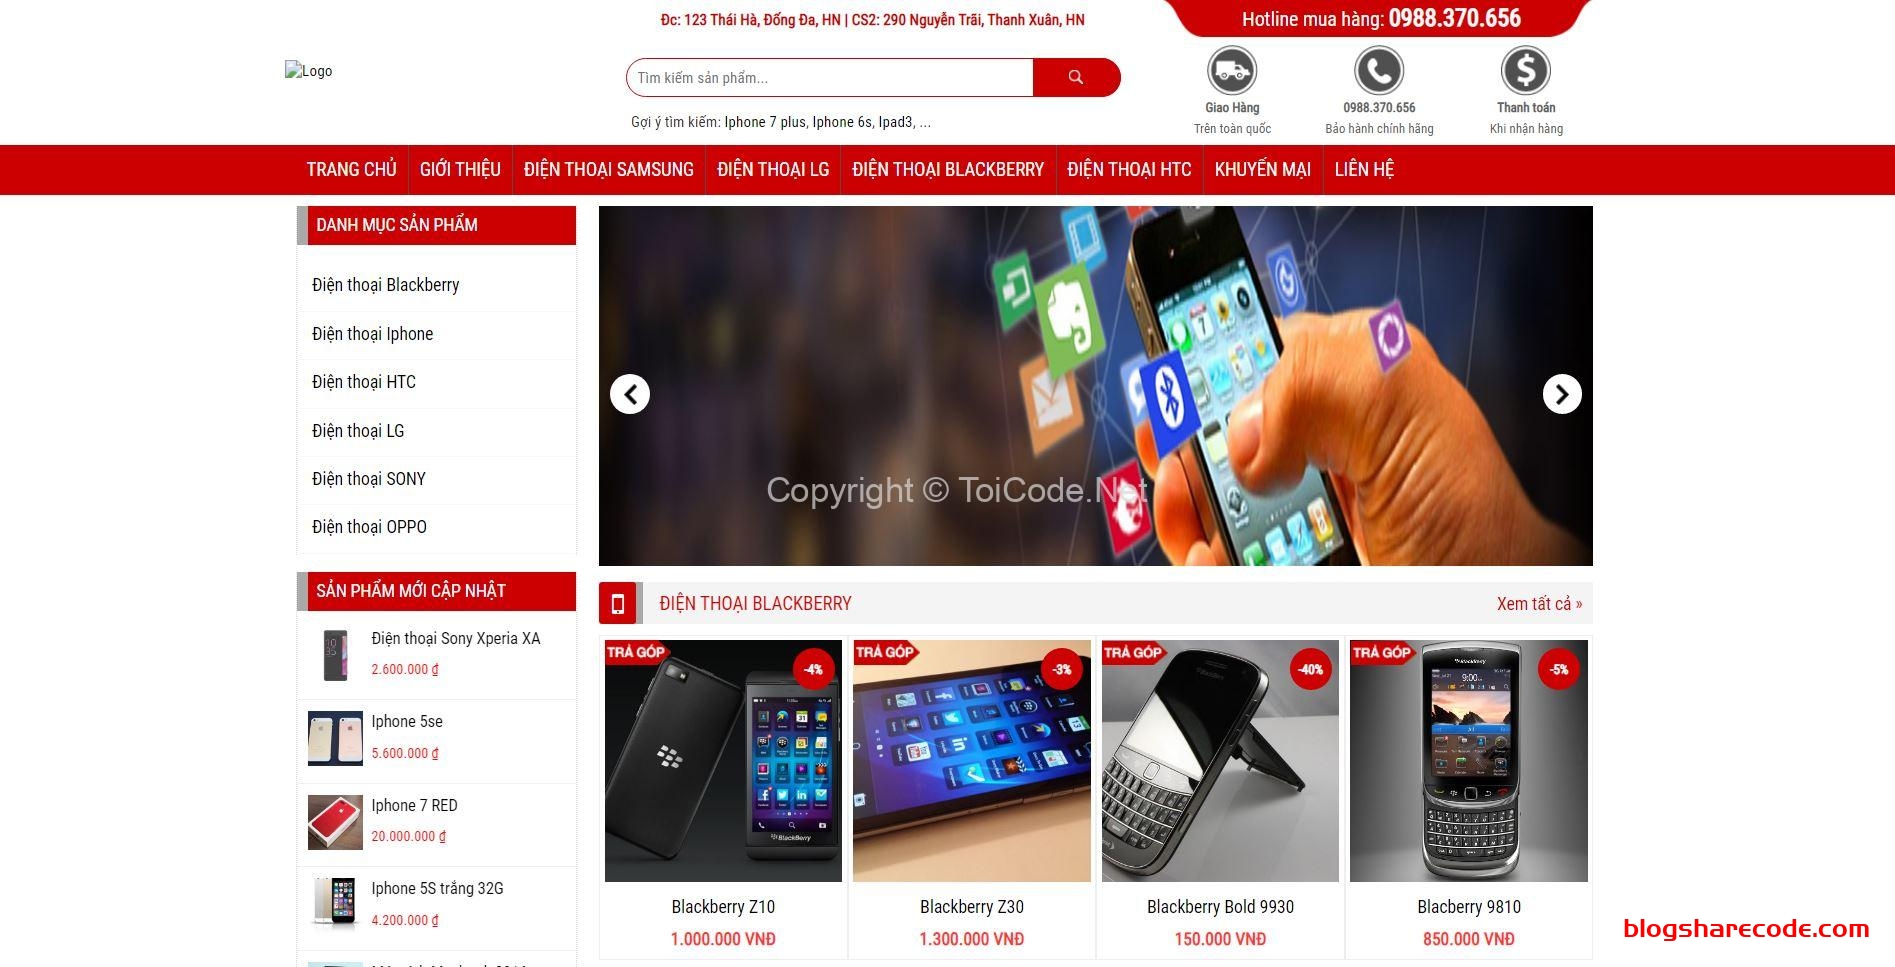 Đc: 123 Thái Hà, Đống Đa, HN | CS2: 290 Nguyễn Trãi, Thanh Xuân, HN
Hotline mua hàng: 0988.370.656
Logo
Tìm kiếm sản phẩm...
Gợi ý tìm kiếm: Iphone 7 plus, Iphone 6s, Ipad3, ...
Giao Hàng
Trên toàn quốc
0988.370.656
Bảo hành chính hãng
Thanh toán
Khi nhận hàng
TRANG CHỦ GIỚI THIỆU ĐIỆN THOẠI SAMSUNG ĐIỆN THOẠI LG ĐIỆN THOẠI BLACKBERRY ĐIỆN THOẠI HTC KHUYẾN MẠI LIÊN HỆ
DANH MỤC SẢN PHẨM
Điện thoại Blackberry
Điện thoại Iphone
Điện thoại HTC
Điện thoại LG
Điện thoại SONY
Điện thoại OPPO
SẢN PHẨM MỚI CẬP NHẬT
Điện thoại Sony Xperia XA
2.600.000 ₫
Iphone 5se
5.600.000 ₫
Iphone 7 RED
20.000.000 ₫
Iphone 5S trắng 32G
4.200.000 ₫
Copyright © ToiCode.Net
ĐIỆN THOẠI BLACKBERRY
Xem tất cả »
TRẢ GÓP
-4%
BlackBerry
Blackberry Z10
1.000.000 VNĐ
TRẢ GÓP
-3%
Blackberry Z30
1.300.000 VNĐ
TRẢ GÓP
-40%
Blackberry Bold 9930
150.000 VNĐ
TRẢ GÓP
-5%
BlackBerry
9:00
Blacberry 9810
850.000 VNĐ
blogsharecode.com